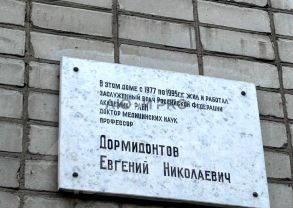 В этом доме с 1977 по 1995 г.г. жил и работал
заслуженный врач Российской Федерации
академик РАЕН
доктор медицинских наук
профессор
Дормидонтов
Евгений Николаевич